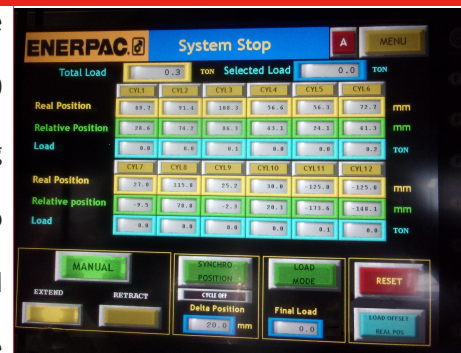 ENERPAC. System Stop A MENU
Total Load 0.3 TON Selected Load 0.0 TON
CYL1 CYL2 CYL3 CYL4 CYL5 CYL6
Real Position 49.7 91.4 108.3 56.6 56.3 72.7 mm
Relative Position 28.6 74.2 86.3 43.1 24.1 41.3 mm
Load 0.0 0.0 0.1 0.0 0.0 0.2 TON
CYL7 CYL8 CYL9 CYL10 CYL11 CYL12
Real Position 27.0 115.8 25.2 30.0 -125.0 -125.0 mm
Relative position -9.5 78.8 -2.3 20.3 -173.6 -148.1 mm
Load 0.0 0.0 0.0 0.0 0.1 0.0 TON
MANUAL
EXTEND RETRACT
SYNCHRO
POSITION
CYCLE OFF
Delta Position
20.0 mm
LOAD
MODE
Final Load
0.0
RESET
LOAD OFFSET
REAL POS